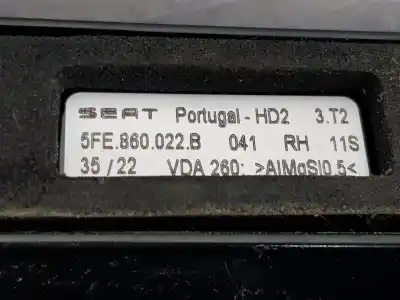 SEAT Portugal - HD2 3.T2
5FE.860.022.B 041 RH 11S
35/22 VDA 260: >AlMgSi0.5<